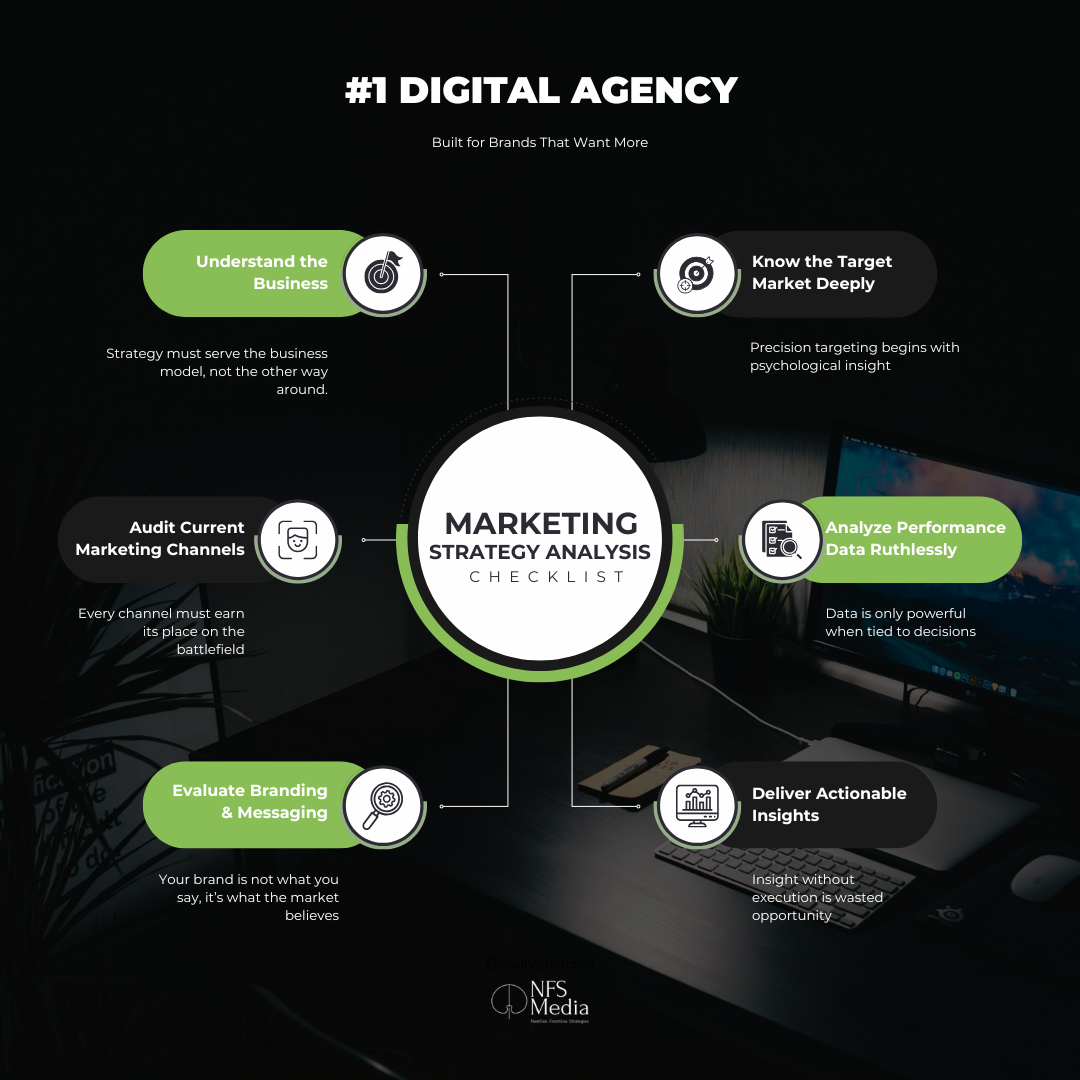 #1 DIGITAL AGENCY
Built for Brands That Want More
Understand the
Business
Strategy must serve the business
model, not the other way
around.
Know the Target
Market Deeply
Precision targeting begins with
psychological insight
MARKETING
STRATEGY ANALYSIS
CHECKLIST
Audit Current
Marketing Channels
Every channel must earn
its place on the
battlefield
Analyze Performance
Data Ruthlessly
Data is only powerful
when tied to decisions
Evaluate Branding
& Messaging
Your brand is not what you
say, it's what the market
believes
Deliver Actionable
Insights
Insight without
execution is wasted
opportunity
@reallygreatsite
NFS
Media
NextGen FrontLine Strategies